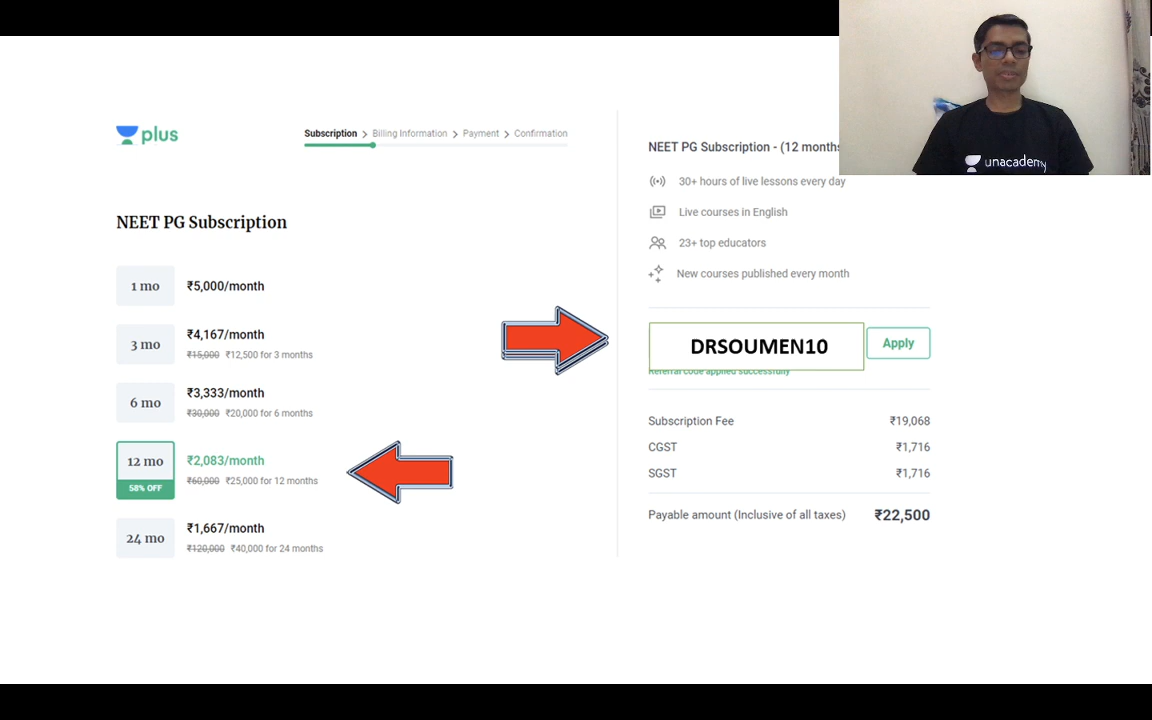 plus
Subscription > Billing Information > Payment > Confirmation
NEET PG Subscription
1 mo
₹5,000/month
3 mo
₹4,167/month
₹15,000 ₹12,500 for 3 months
6 mo
₹3,333/month
₹30,000 ₹20,000 for 6 months
12 mo
58% OFF
₹2,083/month
₹60,000 ₹25,000 for 12 months
24 mo
₹1,667/month
₹120,000 ₹40,000 for 24 months
NEET PG Subscription - (12 months
30+ hours of live lessons every day
Live courses in English
23+ top educators
New courses published every month
DRSOUMEN10
Apply
Referral code applied successfully
Subscription Fee ₹19,068
CGST ₹1,716
SGST ₹1,716
Payable amount (Inclusive of all taxes) ₹22,500
unacademy